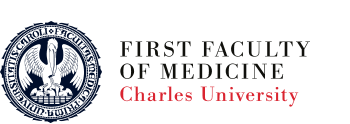 FIRST FACULTY
OF MEDICINE
Charles University